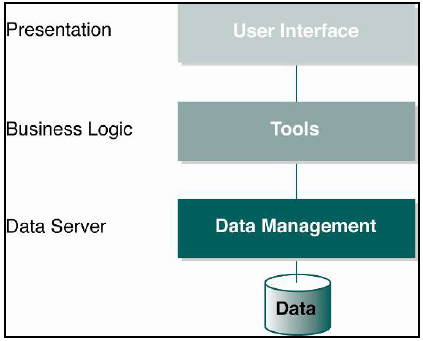 Presentation
User Interface
Business Logic
Tools
Data Server
Data Management
Data